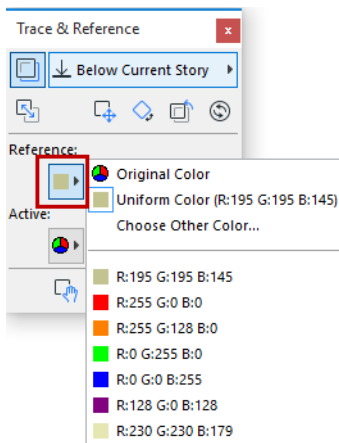 Trace & Reference
x
Below Current Story
Reference:
Original Color
Uniform Color (R:195 G:195 B:145)
Active:
Choose Other Color...
R:195 G:195 B:145
R:255 G:0 B:0
R:255 G:128 B:0
R:0 G:255 B:0
R:0 G:0 B:255
R:128 G:0 B:128
R:230 G:230 B:179